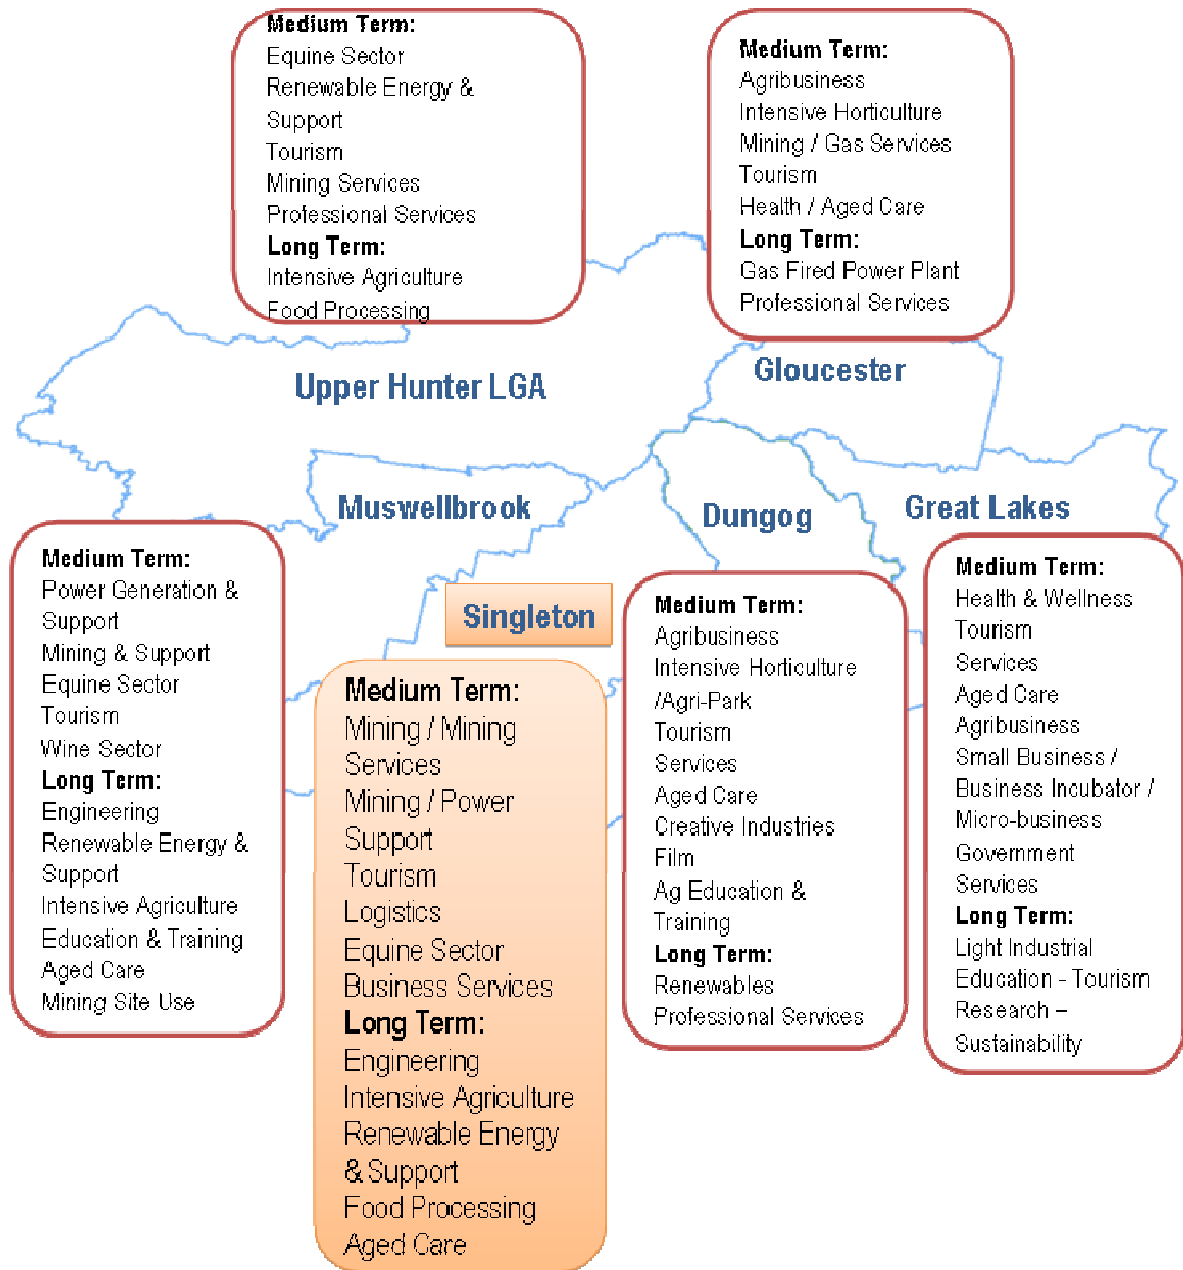 Medium Term:
Equine Sector
Renewable Energy &
Support
Tourism
Mining Services
Professional Services
Long Term:
Intensive Agriculture
Food Processing
Medium Term:
Agribusiness
Intensive Horticulture
Mining / Gas Services
Tourism
Health / Aged Care
Long Term:
Gas Fired Power Plant
Professional Services
Upper Hunter LGA
Gloucester
Muswellbrook
Dungog
Great Lakes
Singleton
Medium Term:
Power Generation &
Support
Mining & Support
Equine Sector
Tourism
Wine Sector
Long Term:
Engineering
Renewable Energy &
Support
Intensive Agriculture
Education & Training
Aged Care
Mining Site Use
Medium Term:
Mining / Mining
Services
Mining / Power
Support
Tourism
Logistics
Equine Sector
Business Services
Long Term:
Engineering
Intensive Agriculture
Renewable Energy
& Support
Food Processing
Aged Care
Medium Term:
Agribusiness
Intensive Horticulture
/Agri-Park
Tourism
Services
Aged Care
Creative Industries
Film
Ag Education &
Training
Long Term:
Renewables
Professional Services
Medium Term:
Health & Wellness
Tourism
Services
Aged Care
Agribusiness
Small Business /
Business Incubator /
Micro-business
Government
Services
Long Term:
Light Industrial
Education - Tourism
Research –
Sustainability